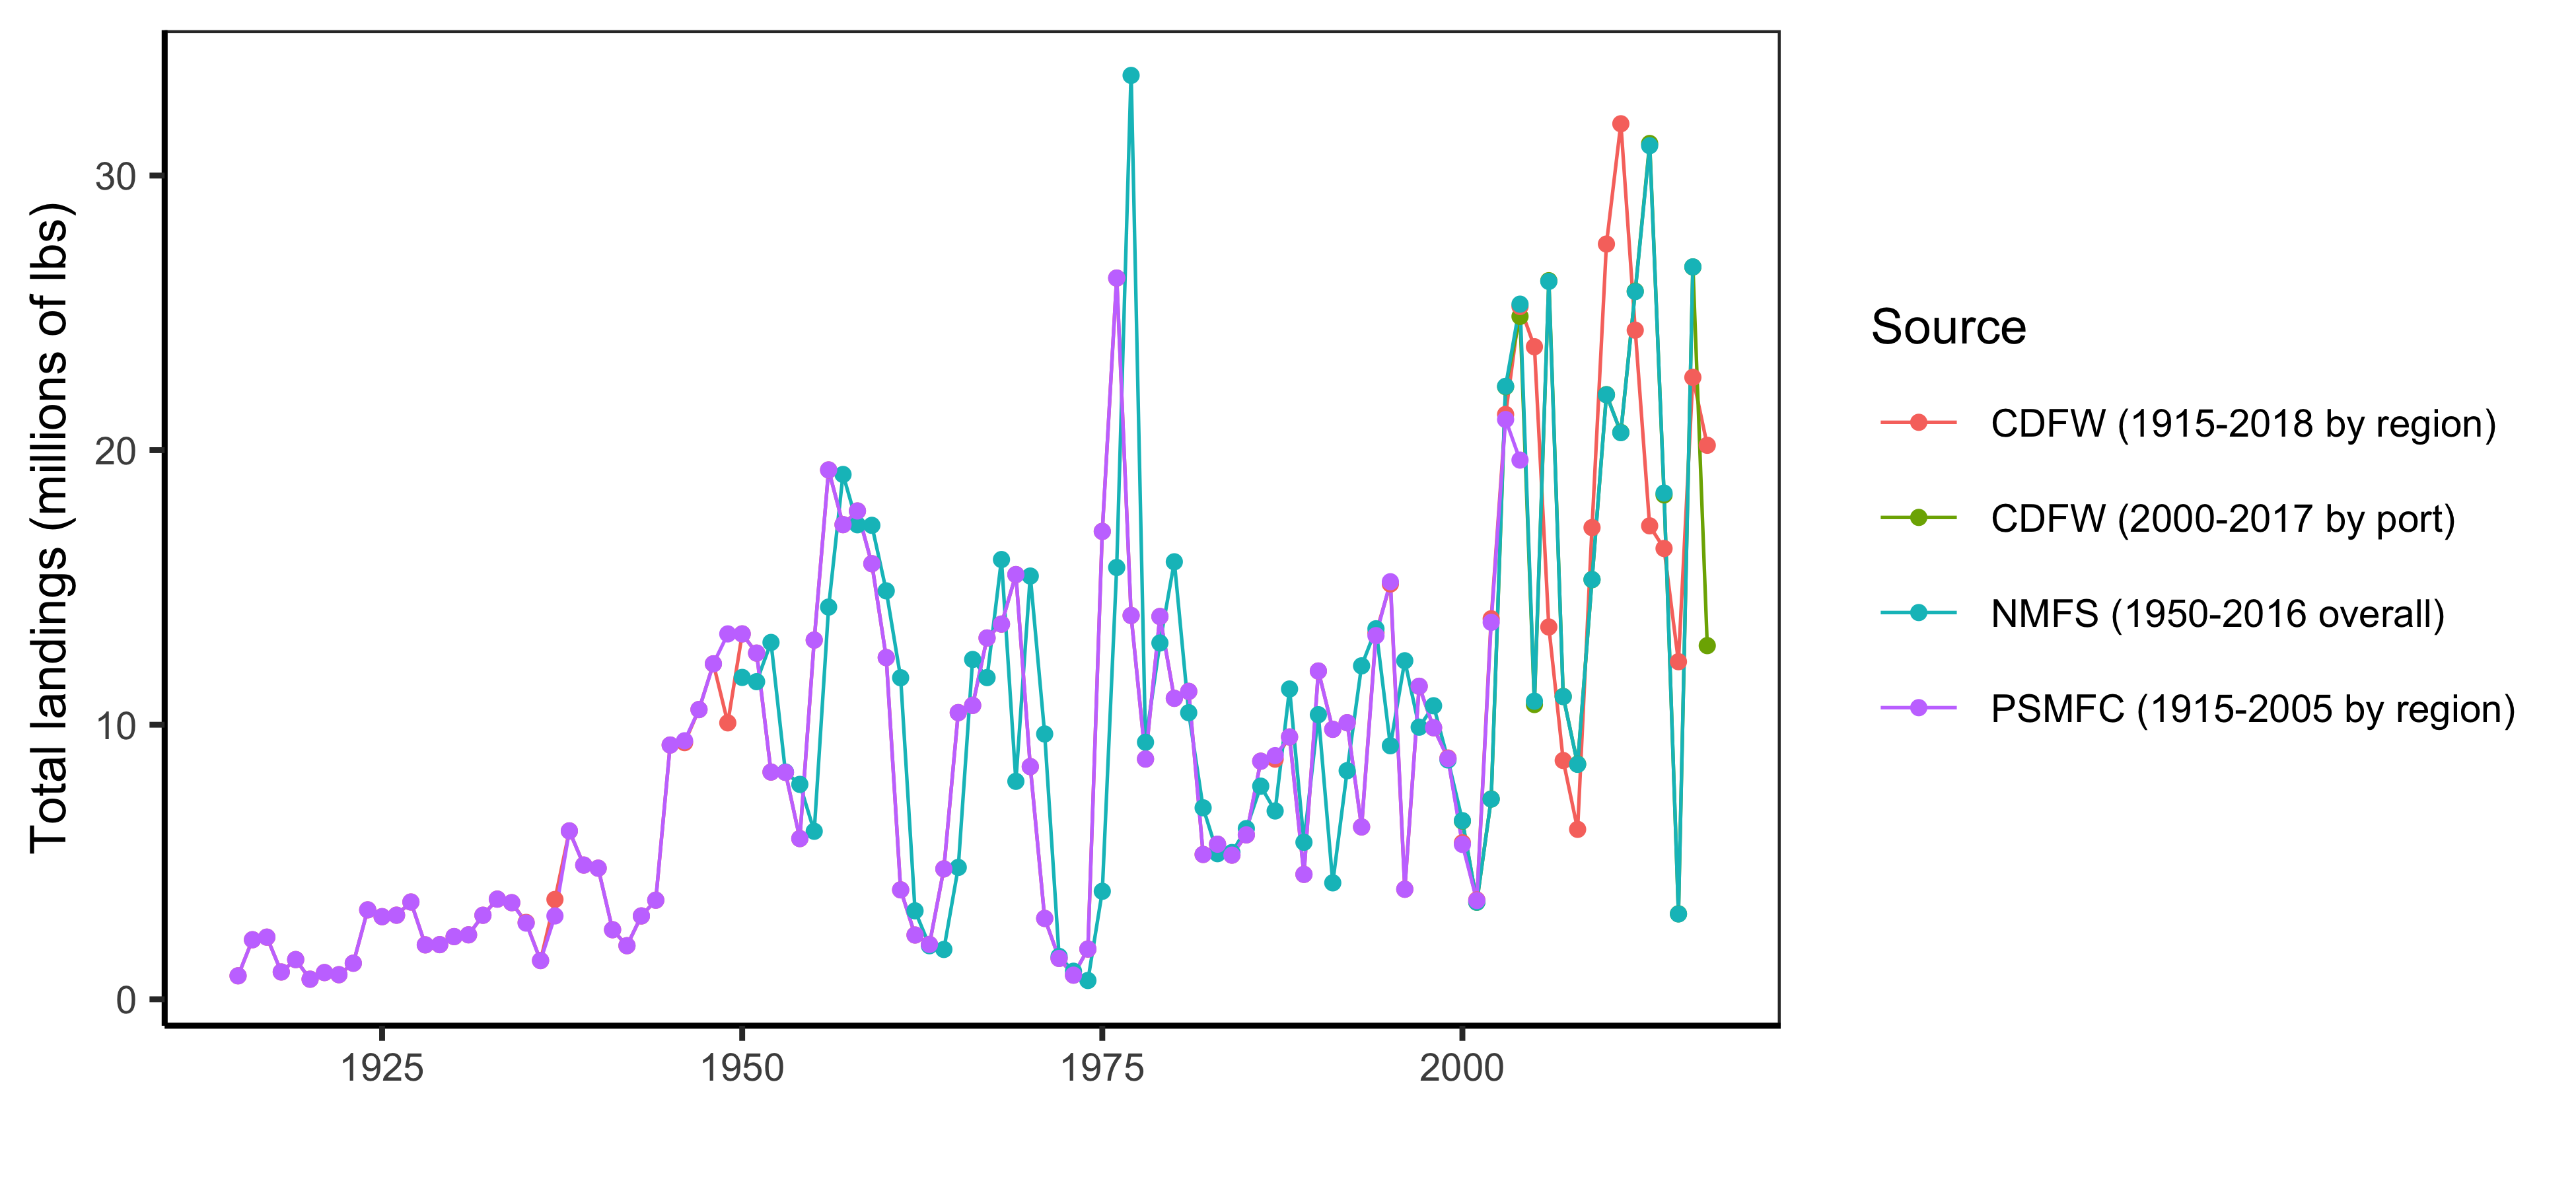 Total landings (millions of lbs)
30
20
10
0
1925 1950 1975 2000
Source
CDFW (1915-2018 by region)
CDFW (2000-2017 by port)
NMFS (1950-2016 overall)
PSMFC (1915-2005 by region)